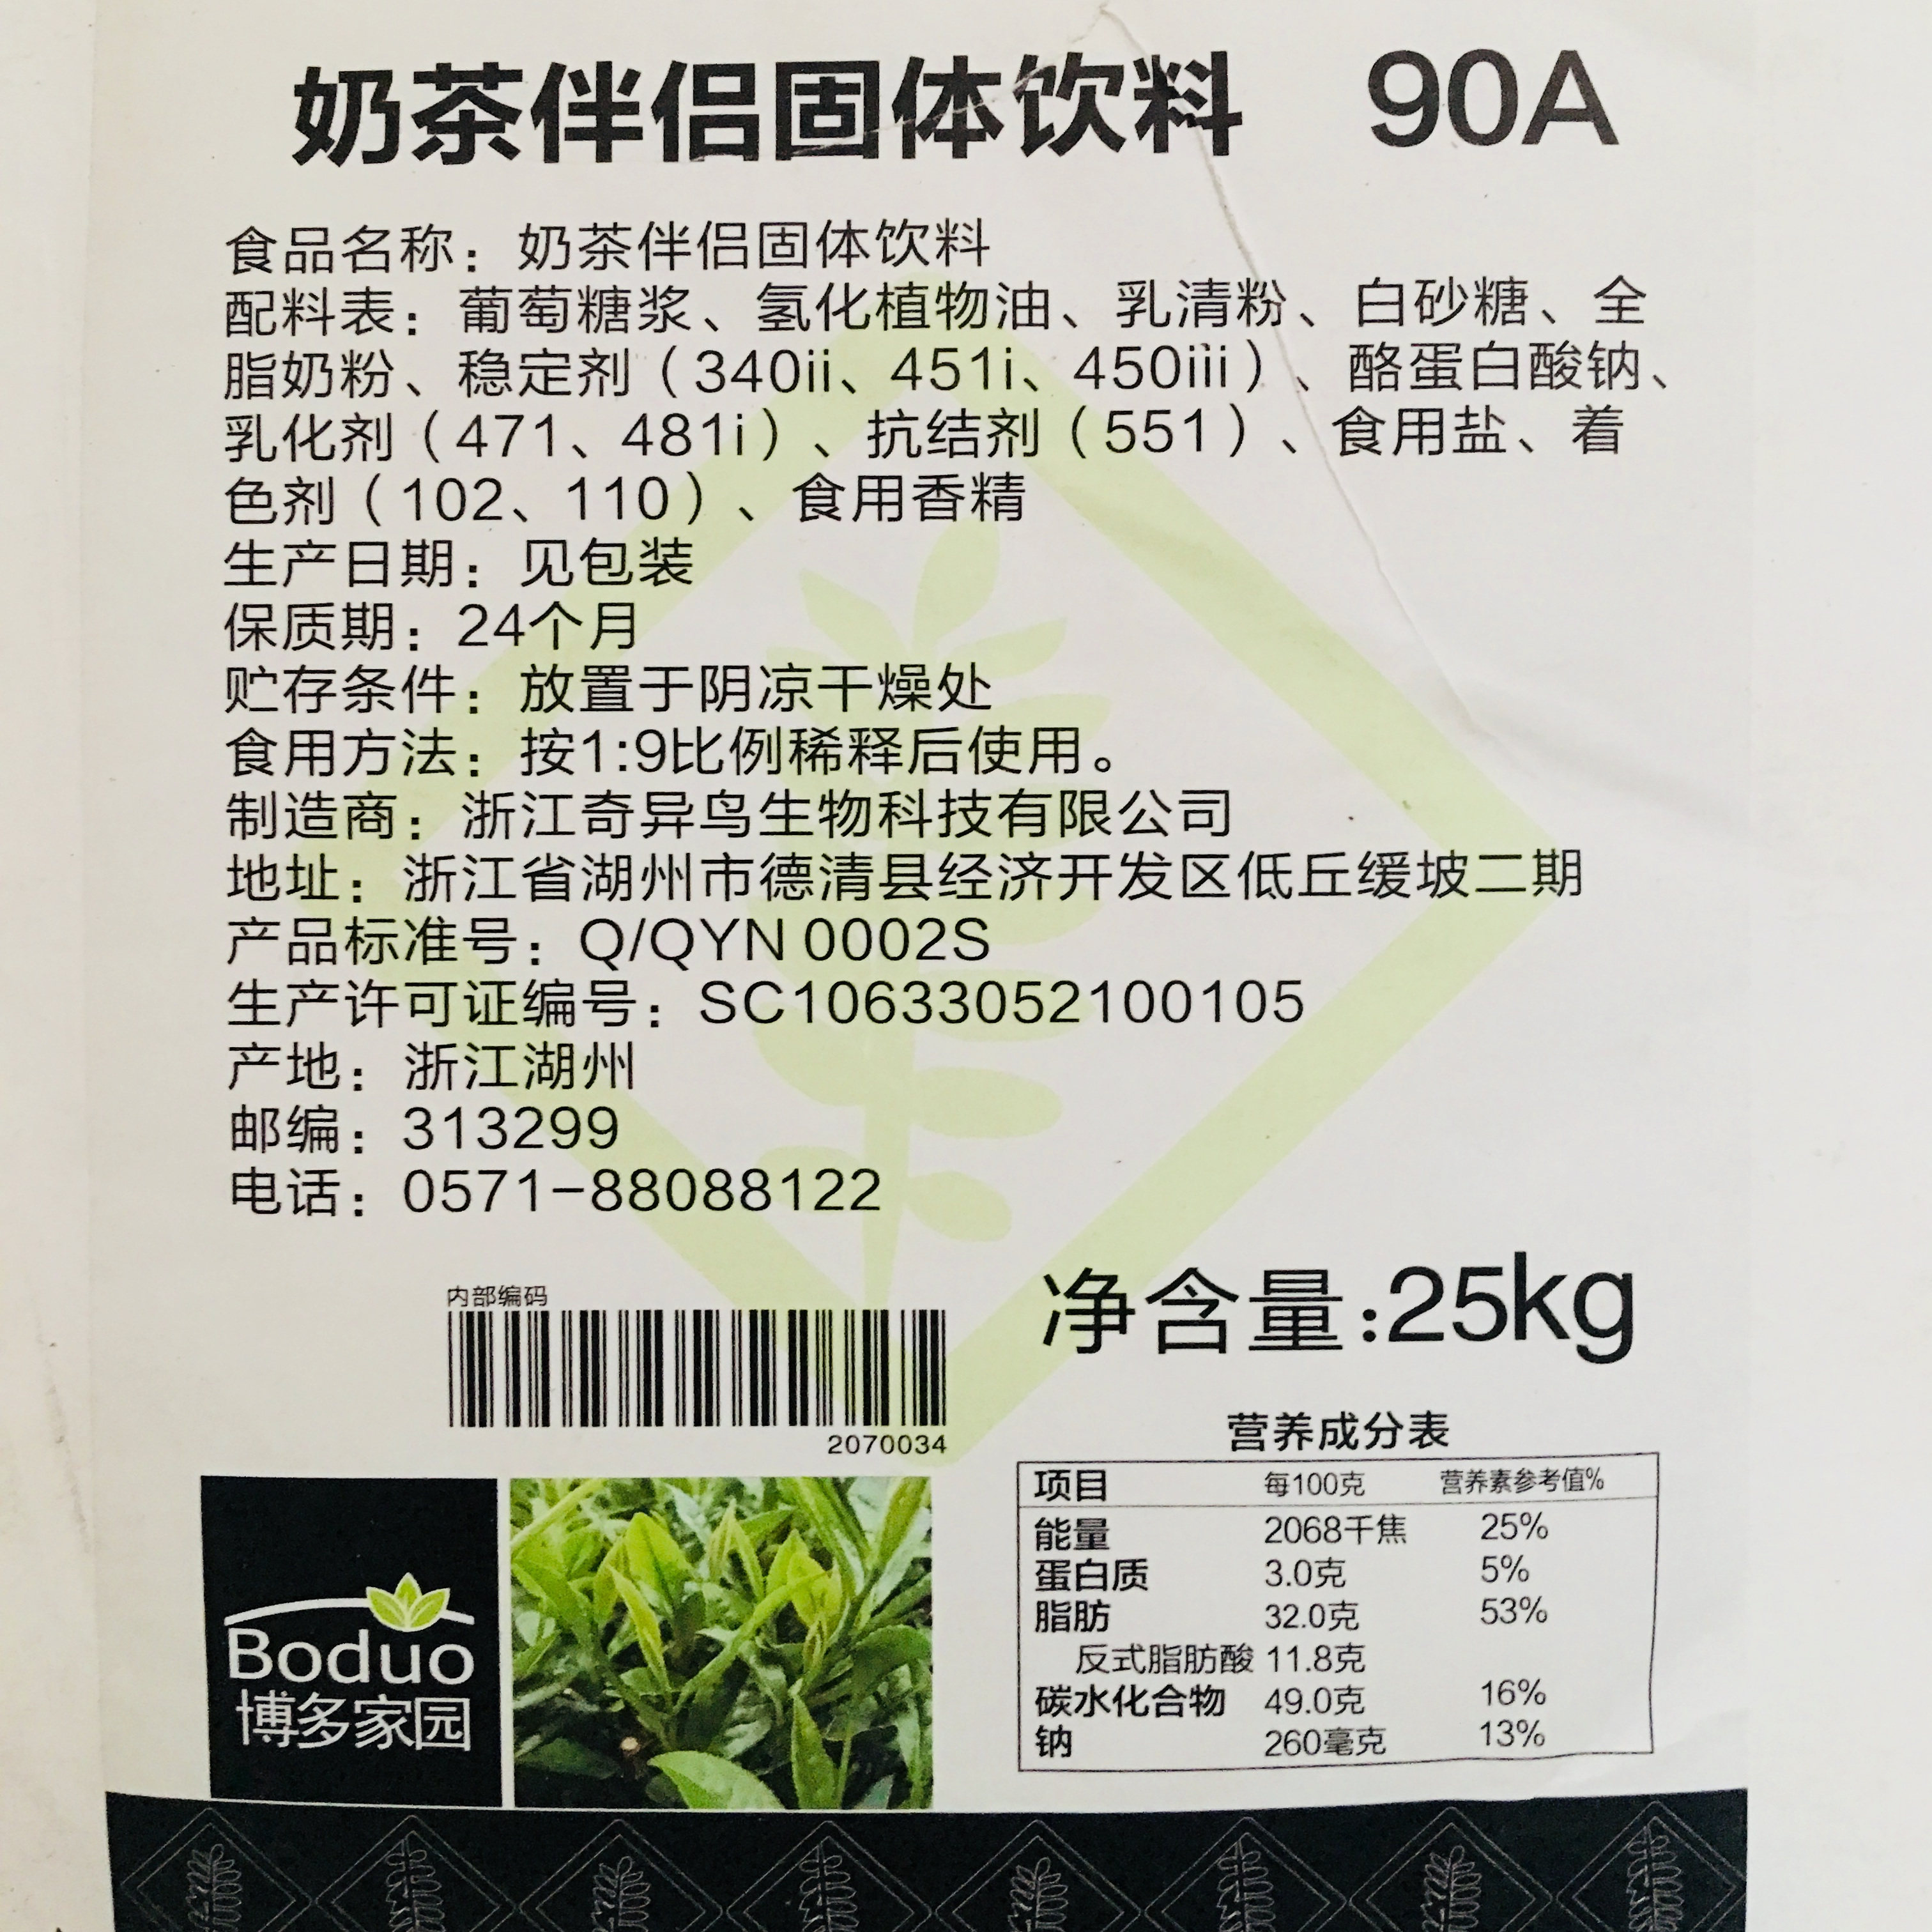 奶茶伴侣固体饮料 90A
食品名称：奶茶伴侣固体饮料
配料表：葡萄糖浆、氢化植物油、乳清粉、白砂糖、全
脂奶粉、稳定剂（340ii、451i、450iii）、酪蛋白酸钠、
乳化剂（471、481i）、抗结剂（551）、食用盐、着
色剂（102、110）、食用香精
生产日期：见包装
保质期：24个月
贮存条件：放置于阴凉干燥处
食用方法：按1:9比例稀释后使用。
制造商：浙江奇异鸟生物科技有限公司
地址：浙江省湖州市德清县经济开发区低丘缓坡二期
产品标准号：Q/QYN 0002S
生产许可证编号：SC10633052100105
产地：浙江湖州
邮编：313299
电话：0571-88088122
内部编码
2070034
净含量:25kg
营养成分表
项目 每100克 营养素参考值%
能量 2068千焦 25%
蛋白质 3.0克 5%
脂肪 32.0克 53%
反式脂肪酸 11.8克
碳水化合物 49.0克 16%
钠 260毫克 13%
Boduo
博多家园